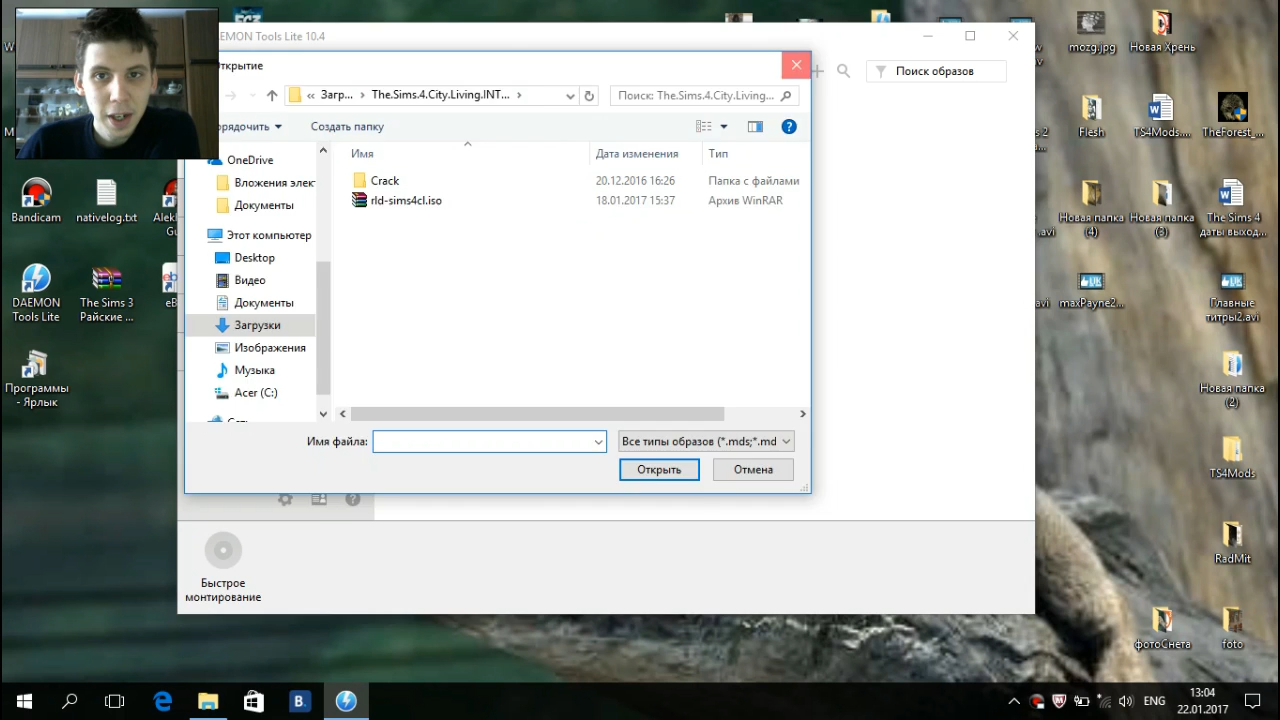 DAEMON Tools Lite 10.4
Поиск образов
Открытие
« Загр... > The.Sims.4.City.Living.INT... >
Поиск: The.Sims.4.City.Living....
Создать папку
Имя
Дата изменения
Тип
Crack
20.12.2016 16:26
Папка с файлами
rld-sims4cl.iso
18.01.2017 15:37
Архив WinRAR
OneDrive
Вложения элект
Документы
Этот компьютер
Desktop
Видео
Документы
Загрузки
Изображения
Музыка
Acer (C:)
Имя файла:
Все типы образов (*.mds;*.md
Открыть
Отмена
Быстрое
монтирование
Bandicam
nativelog.txt
DAEMON
Tools Lite
The Sims 3
Райские ...
Программы
- Ярлык
mozg.jpg
Новая Хрень
Flesh
TS4Mods....
TheForest_...
Новая папка
(4)
Новая папка
(3)
The Sims 4
даты выход...
maxPayne2...
Главные
титры2.avi
Новая папка
(2)
TS4Mods
RadMit
фотоСнета
foto
B.
ENG
13:04
22.01.2017